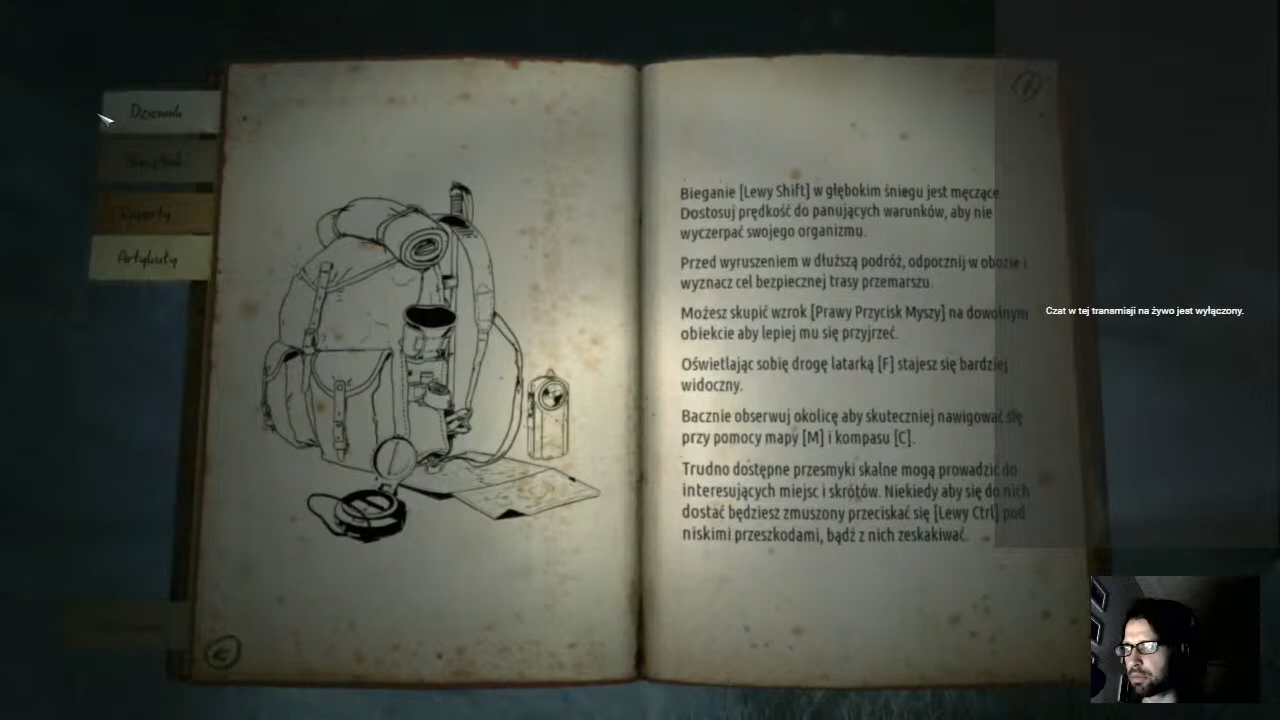 Dziennik
Raporty
Artykuły
Bieganie [Lewy Shift] w głębokim śniegu jest męczące
Dostosuj prędkość do panujących warunków, aby nie
wyczerpać swojego organizmu.
Przed wyruszeniem w dłuższą podróż, odpocznij w obozie i
wyznacz cel bezpiecznej trasy przemarszu.
Możesz skupić wzrok [Prawy Przycisk Myszy] na dowolnym
obiekcie aby lepiej mu się przyjrzeć.
Oświetlając sobię drogę latarką [F] stajesz się bardziej
widoczny.
Bacznie obserwuj okolicę aby skuteczniej nawigować się
przy pomocy mapy [M] i kompasu [C].
Trudno dostępne przesmyki skalne mogą prowadzić do
interesujących miejsc i skrótów. Niekiedy aby się do nich
dostać będziesz zmuszony przeciskać się [Lewy Ctrl] pod
niskimi przeszkodami, bądź z nich zeskakiwać.
Czat w tej transmisji na żywo jest wyłączony.